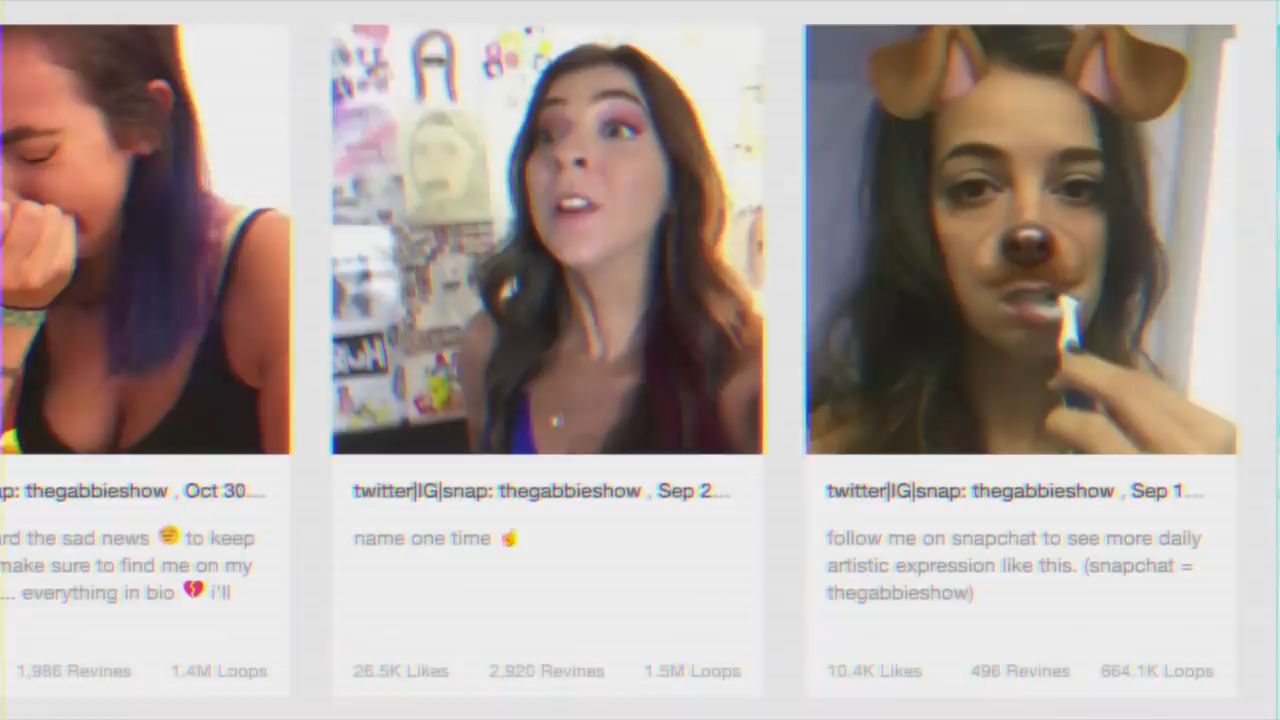 ap: thegabbieshow , Oct 30....
ard the sad news 😔 to keep
make sure to find me on my
... everything in bio 💔 i'll
1,986 Revines 1.4M Loops
twitter|IG|snap: thegabbieshow , Sep 2....
name one time ☝
26.5K Likes 2,920 Revines 1.5M Loops
twitter|IG|snap: thegabbieshow , Sep 1....
follow me on snapchat to see more daily
artistic expression like this. (snapchat =
thegabbieshow)
10.4K Likes 496 Revines 664.1K Loops